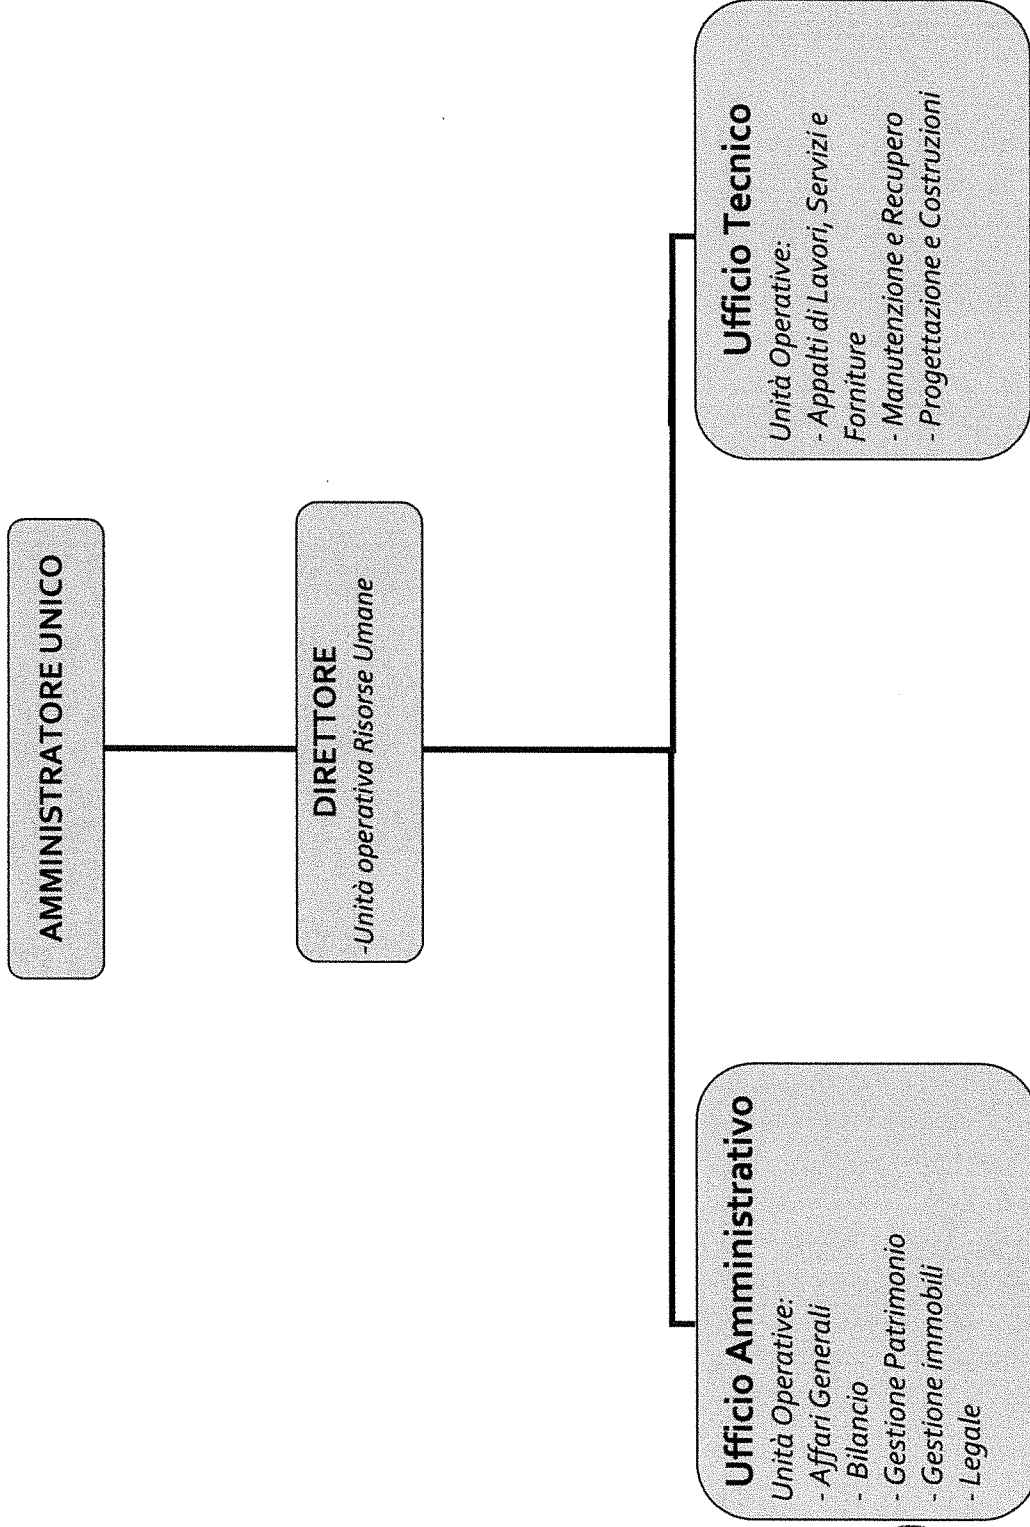 AMMINISTRATORE UNICO
DIRETTORE
-Unità operativa Risorse Umane
Ufficio Amministrativo
Unità Operative:
- Affari Generali
- Bilancio
- Gestione Patrimonio
- Gestione immobili
- Legale
Ufficio Tecnico
Unità Operative:
- Appalti di Lavori, Servizi e
Forniture
- Manutenzione e Recupero
- Progettazione e Costruzioni